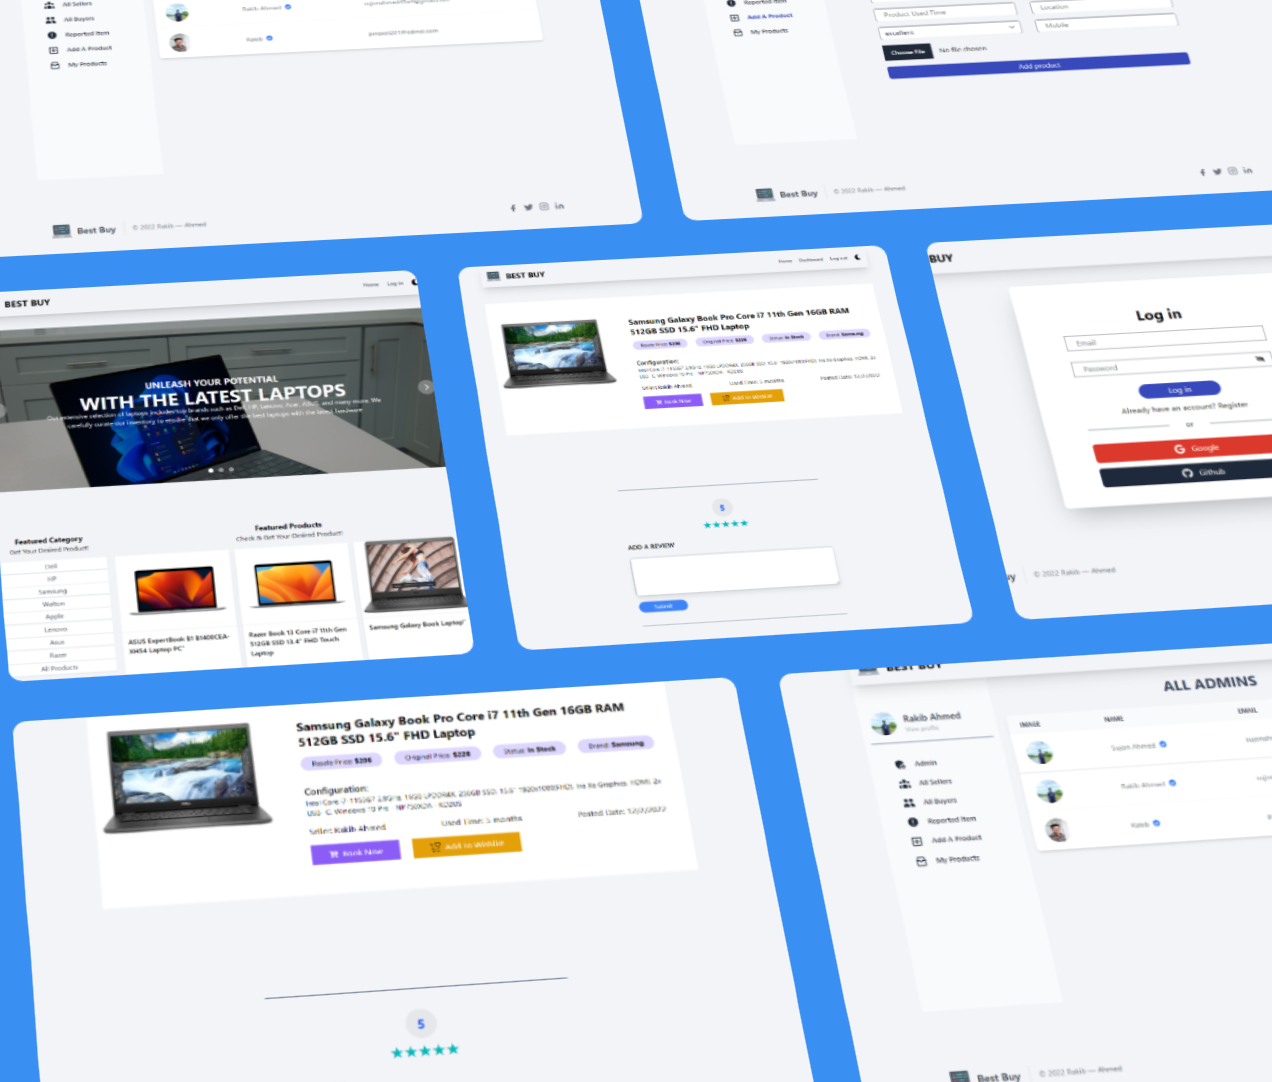 All Sellers
All Buyers
Reported Item
Add A Product
My Products
Rakib Ahmed
Rakib
Best Buy
© 2022 Rakib — Ahmed
Reported Item
Add A Product
My Products
Product Used Time
Location
excellent
Mobile
Choose File
No file chosen
Add product
Best Buy
© 2022 Rakib — Ahmed
BEST BUY
Home
Log in
UNLEASH YOUR POTENTIAL
WITH THE LATEST LAPTOPS
Our extensive selection of laptops includes top brands such as Dell, HP, Lenovo, Acer, ASUS, and many more. We
carefully curate our inventory to ensure that we only offer the best laptops with the latest hardware
Featured Category
Get Your Desired Product!
Dell
HP
Samsung
Walton
Apple
Lenovo
Asus
Razer
All Products
Featured Products
Check & Get Your Desired Product!
ASUS ExpertBook B1 B1400CEA-
XH54 Laptop PC"
Razer Book 13 Core i7 11th Gen
512GB SSD 13.4" FHD Touch
Laptop
Samsung Galaxy Book Laptop"
BEST BUY
Home
Dashboard
Log out
Samsung Galaxy Book Pro Core i7 11th Gen 16GB RAM
512GB SSD 15.6" FHD Laptop
Resale Price: $206
Original Price: $228
Status: In Stock
Brand: Samsung
Configuration:
Seller: Rakib Ahmed
Used Time: 5 months
Posted Date: 12/2/2022
Book Now
Add to Wishlist
5
ADD A REVIEW
Submit
BUY
Log in
Email
Password
Log in
Already have an account? Register
or
Google
Github
uy
© 2022 Rakib — Ahmed
Samsung Galaxy Book Pro Core i7 11th Gen 16GB RAM
512GB SSD 15.6" FHD Laptop
Resale Price: $206
Original Price: $228
Status: In Stock
Brand: Samsung
Configuration:
Seller: Rakib Ahmed
Used Time: 5 months
Posted Date: 12/2/2022
Book Now
Add to Wishlist
5
BEST BUY
Rakib Ahmed
View profile
Admin
All Sellers
All Buyers
Reported Item
Add A Product
My Products
ALL ADMINS
IMAGE
NAME
EMAIL
Ahmed
Rakib Ahmed
Rakib
Best Buy
© 2022 Rakib — Ahmed